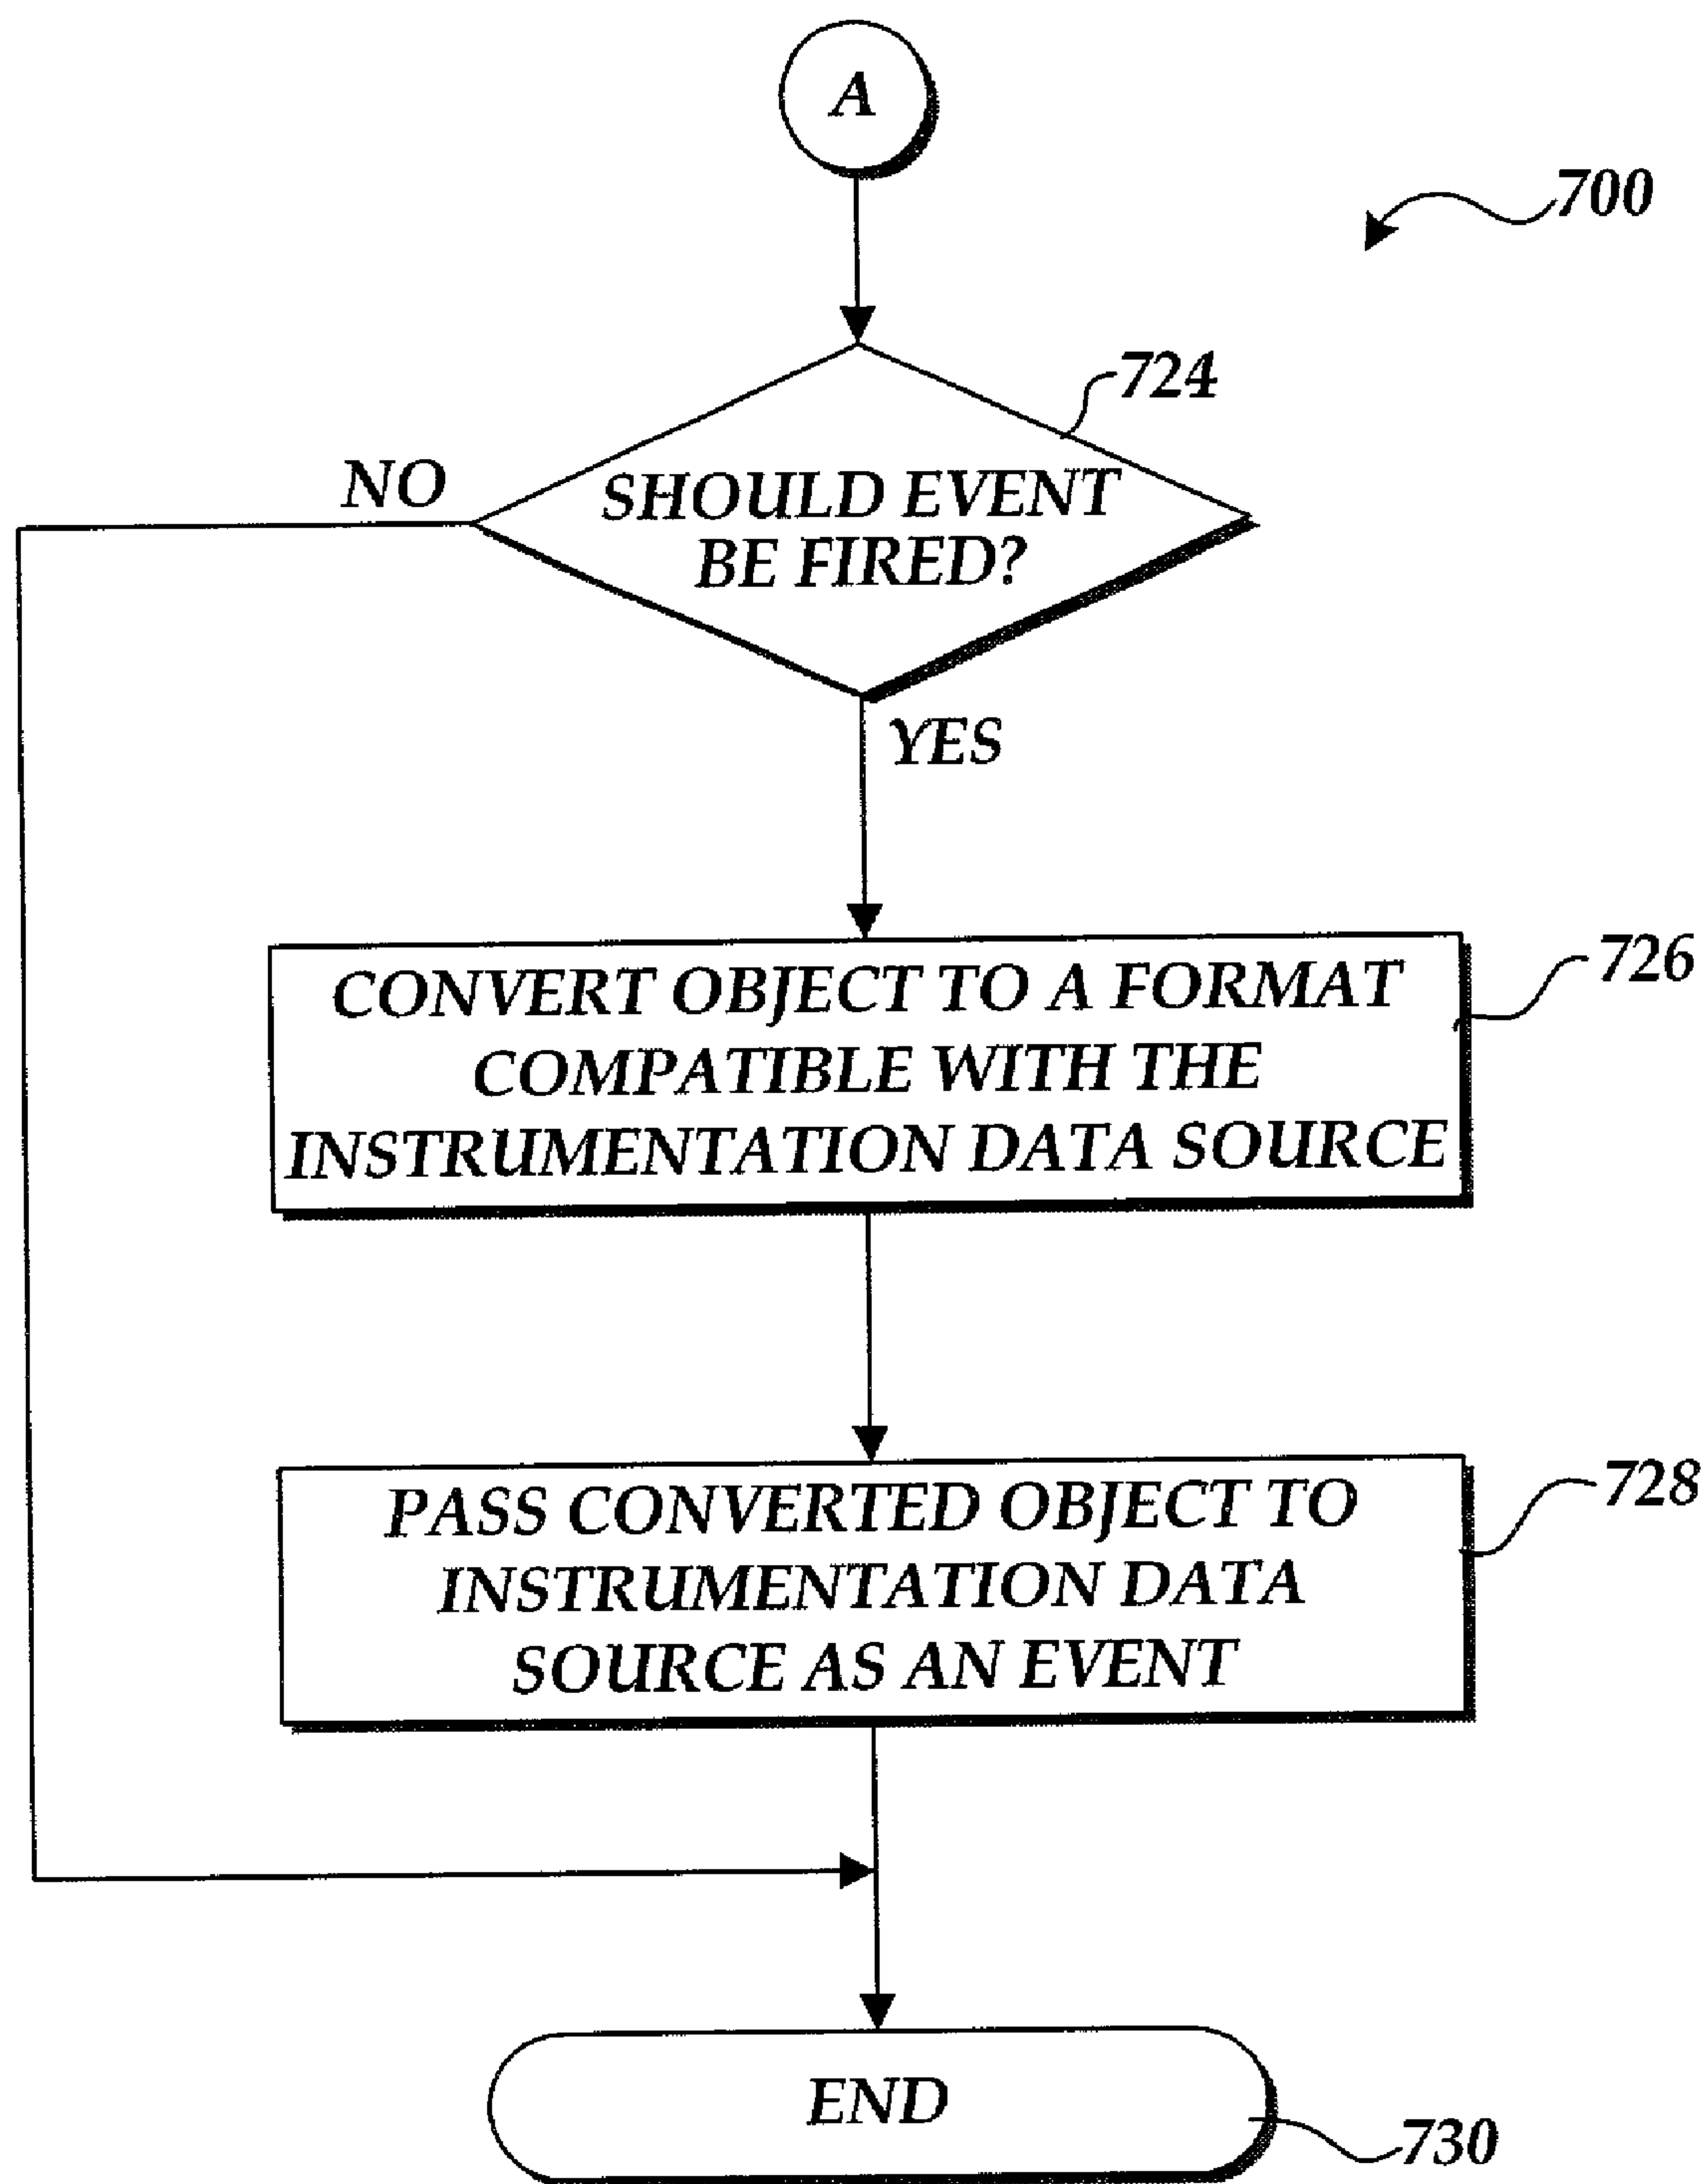 A
700
724
NO
SHOULD EVENT
BE FIRED?
YES
726
CONVERT OBJECT TO A FORMAT
COMPATIBLE WITH THE
INSTRUMENTATION DATA SOURCE
728
PASS CONVERTED OBJECT TO
INSTRUMENTATION DATA
SOURCE AS AN EVENT
END
730